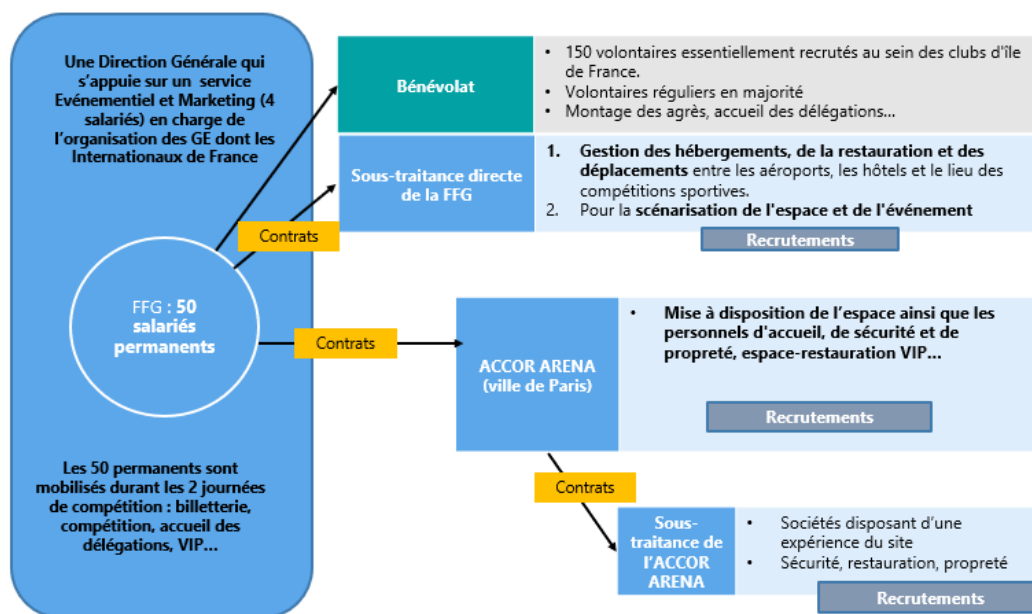 Une Direction Générale qui
s'appuie sur un service
Evénementiel et Marketing (4
salariés) en charge de
l'organisation des GE dont les
Internationaux de France
FFG : 50
salariés
permanents
Les 50 permanents sont
mobilisés durant les 2 journées
de compétition : billetterie,
compétition, accueil des
délégations, VIP...
Bénévolat
• 150 volontaires essentiellement recrutés au sein des clubs d'île
de France.
• Volontaires réguliers en majorité
• Montage des agrès, accueil des délégations...
Contrats
Sous-traitance directe
de la FFG
1. Gestion des hébergements, de la restauration et des
déplacements entre les aéroports, les hôtels et le lieu des
compétitions sportives.
2. Pour la scénarisation de l'espace et de l'événement
Recrutements
Contrats
ACCOR ARENA
(ville de Paris)
• Mise à disposition de l'espace ainsi que les
personnels d'accueil, de sécurité et de
propreté, espace-restauration VIP...
Recrutements
Contrats
Sous-
traitance de
l'ACCOR
ARENA
• Sociétés disposant d'une
expérience du site
• Sécurité, restauration, propreté
Recrutements